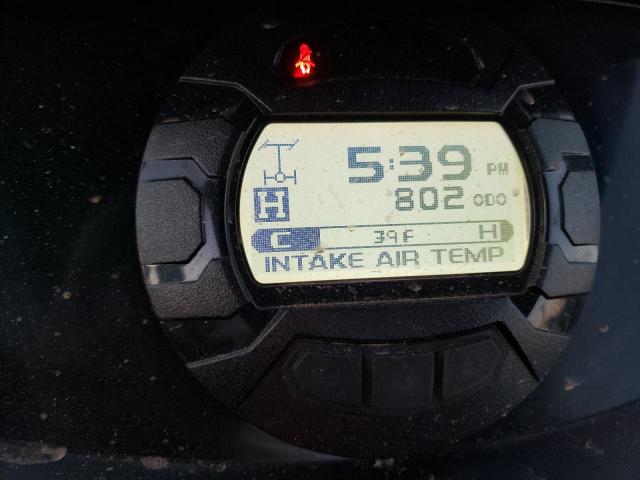 5:39 PM
H 802 ODO
C 39F H
INTAKE AIR TEMP